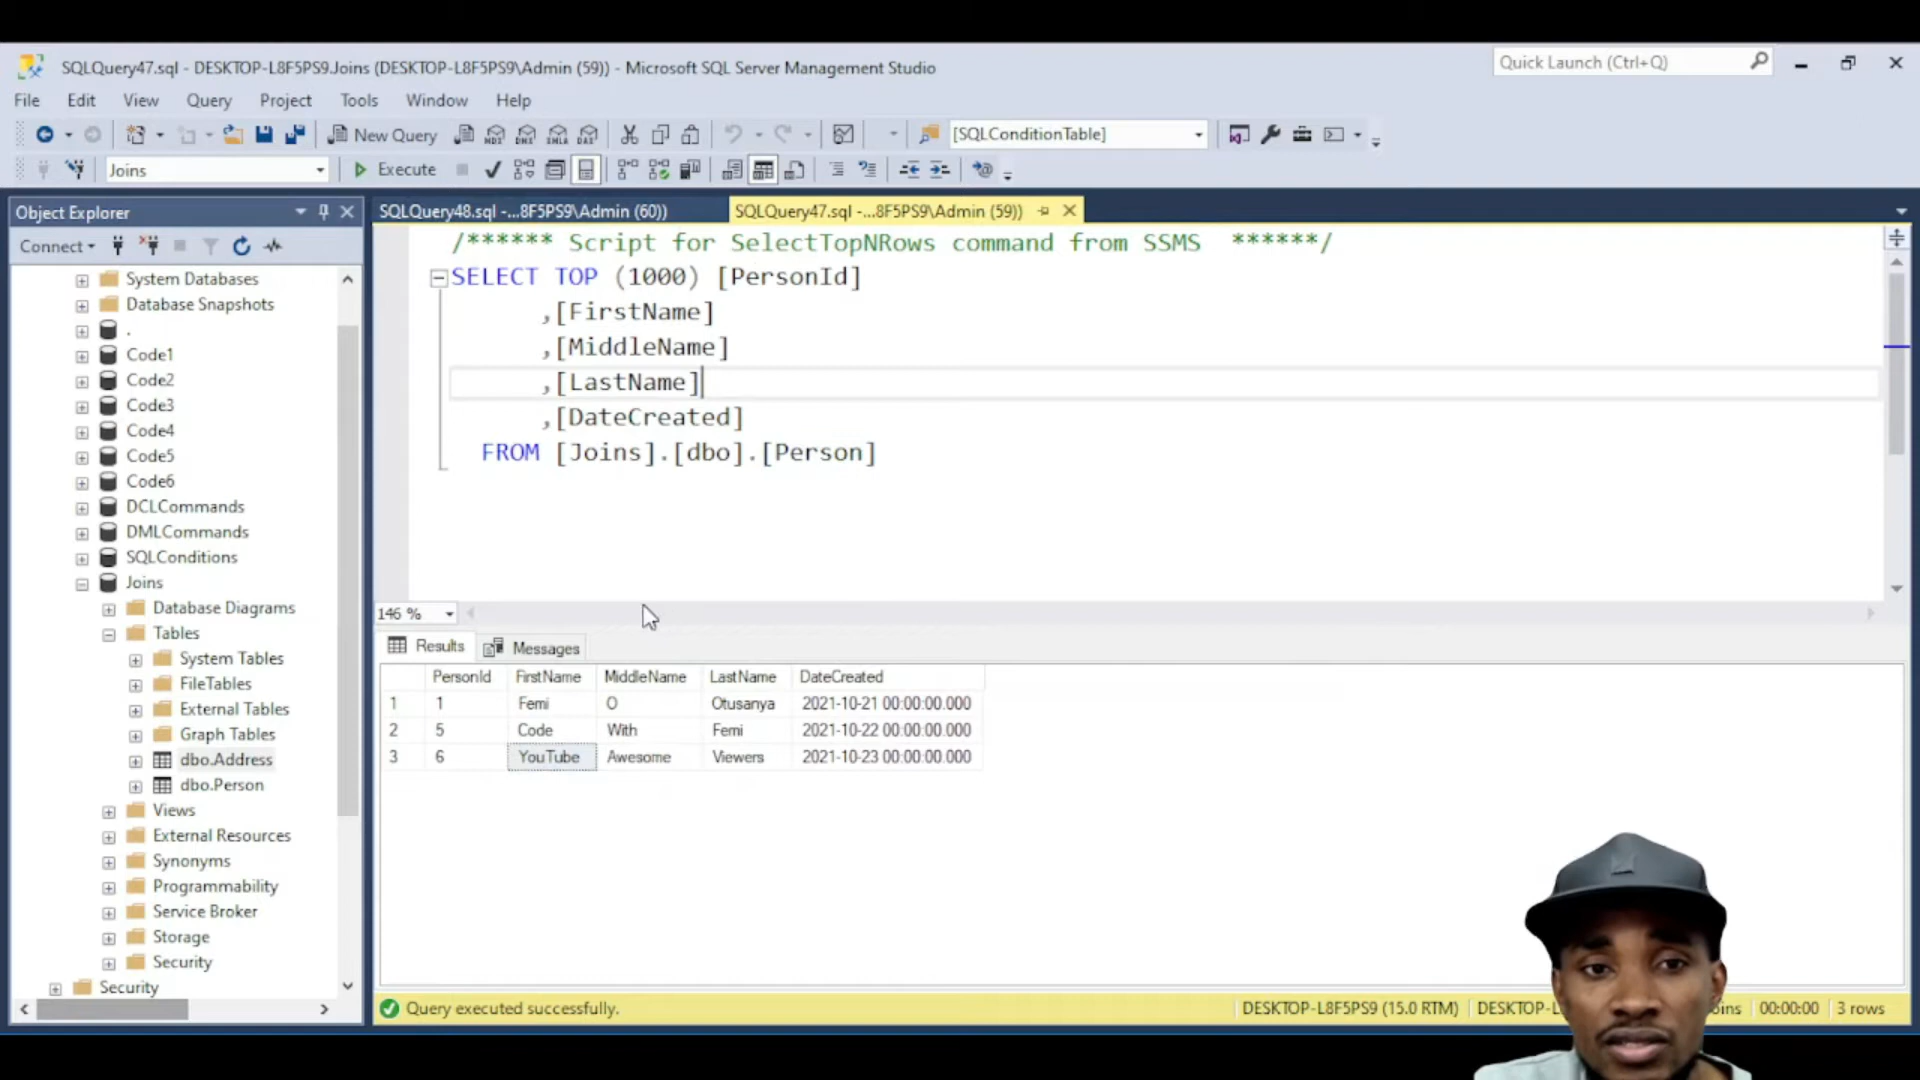 SQLQuery47.sql - DESKTOP-L8F5PS9.Joins (DESKTOP-L8F5PS9\Admin (59)) - Microsoft SQL Server Management Studio
Quick Launch (Ctrl+Q)
File Edit View Query Project Tools Window Help
New Query MDX DMX XMLA DAX [SQLConditionTable]
Joins Execute
Object Explorer
SQLQuery48.sql -...8F5PS9\Admin (60))
SQLQuery47.sql -...8F5PS9\Admin (59))
Connect
System Databases
Database Snapshots
.
Code1
Code2
Code3
Code4
Code5
Code6
DCLCommands
DMLCommands
SQLConditions
Joins
Database Diagrams
Tables
System Tables
FileTables
External Tables
Graph Tables
dbo.Address
dbo.Person
Views
External Resources
Synonyms
Programmability
Service Broker
Storage
Security
Security
/****** Script for SelectTopNRows command from SSMS ******/
SELECT TOP (1000) [PersonId]
,[FirstName]
,[MiddleName]
,[LastName]
,[DateCreated]
FROM [Joins].[dbo].[Person]
146 %
Results Messages
PersonId FirstName MiddleName LastName DateCreated
1 1 Femi O Otusanya 2021-10-21 00:00:00.000
2 5 Code With Femi 2021-10-22 00:00:00.000
3 6 YouTube Awesome Viewers 2021-10-23 00:00:00.000
Query executed successfully. DESKTOP-L8F5PS9 (15.0 RTM) 00:00:00 3 rows